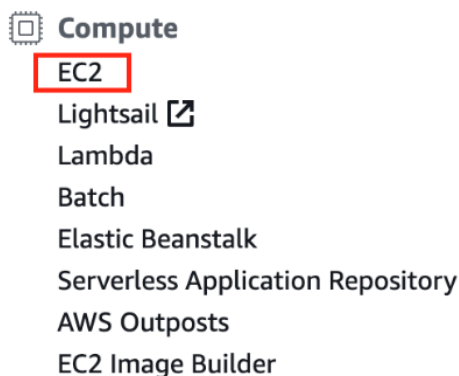 Compute
EC2
Lightsail
Lambda
Batch
Elastic Beanstalk
Serverless Application Repository
AWS Outposts
EC2 Image Builder